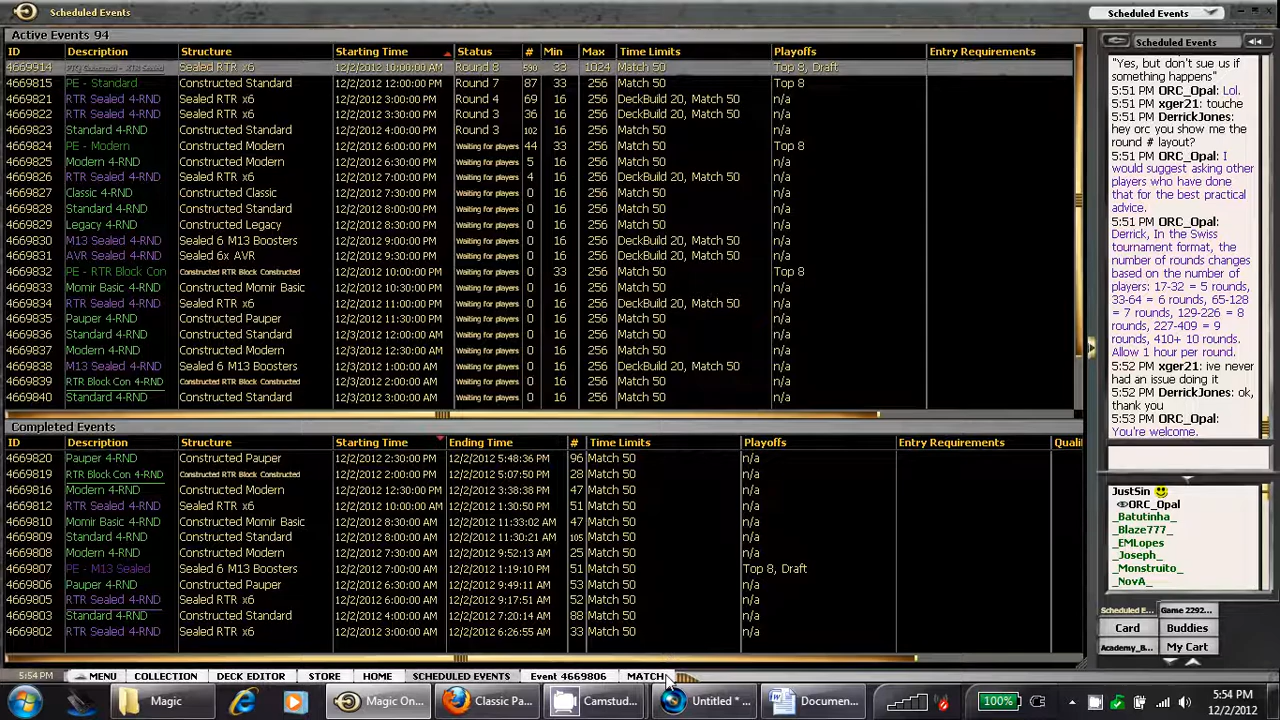 Scheduled Events
Scheduled Events
Active Events 94
ID Description Structure Starting Time Status # Min Max Time Limits Playoffs Entry Requirements
4669914 Sealed RTR x6 12/2/2012 10:00:00 AM Round 8 33 1024 Match 50 Top 8, Draft
4669815 PE - Standard Constructed Standard 12/2/2012 12:00:00 PM Round 7 87 33 256 Match 50 Top 8
4669821 RTR Sealed 4-RND Sealed RTR x6 12/2/2012 3:00:00 PM Round 4 69 16 256 DeckBuild 20, Match 50 n/a
4669822 RTR Sealed 4-RND Sealed RTR x6 12/2/2012 3:30:00 PM Round 3 36 16 256 DeckBuild 20, Match 50 n/a
4669823 Standard 4-RND Constructed Standard 12/2/2012 4:00:00 PM Round 3 102 16 256 Match 50 n/a
4669824 PE - Modern Constructed Modern 12/2/2012 6:00:00 PM Waiting for players 44 33 256 Match 50 Top 8
4669825 Modern 4-RND Constructed Modern 12/2/2012 6:30:00 PM Waiting for players 5 16 256 Match 50 n/a
4669826 RTR Sealed 4-RND Sealed RTR x6 12/2/2012 7:00:00 PM Waiting for players 4 16 256 DeckBuild 20, Match 50 n/a
4669827 Classic 4-RND Constructed Classic 12/2/2012 7:30:00 PM Waiting for players 0 16 256 Match 50 n/a
4669828 Standard 4-RND Constructed Standard 12/2/2012 8:00:00 PM Waiting for players 0 16 256 Match 50 n/a
4669829 Legacy 4-RND Constructed Legacy 12/2/2012 8:30:00 PM Waiting for players 0 16 256 Match 50 n/a
4669830 M13 Sealed 4-RND Sealed 6 M13 Boosters 12/2/2012 9:00:00 PM Waiting for players 0 16 256 DeckBuild 20, Match 50 n/a
4669831 AVR Sealed 4-RND Sealed 6x AVR 12/2/2012 9:30:00 PM Waiting for players 0 16 256 DeckBuild 20, Match 50 n/a
4669932 PE - RTR Block Con Constructed RTR Block Constructed 12/2/2012 10:00:00 PM Waiting for players 0 33 256 Match 50 Top 8
4669833 Momir Basic 4-RND Constructed Momir Basic 12/2/2012 10:30:00 PM Waiting for players 0 16 256 Match 50 n/a
4669834 RTR Sealed 4-RND Sealed RTR x6 12/2/2012 11:00:00 PM Waiting for players 0 16 256 DeckBuild 20, Match 50 n/a
4669835 Pauper 4-RND Constructed Pauper 12/2/2012 11:30:00 PM Waiting for players 0 16 256 Match 50 n/a
4669836 Standard 4-RND Constructed Standard 12/3/2012 12:00:00 AM Waiting for players 0 16 256 Match 50 n/a
4669837 Modern 4-RND Constructed Modern 12/3/2012 12:30:00 AM Waiting for players 0 16 256 Match 50 n/a
4669838 M13 Sealed 4-RND Sealed 6 M13 Boosters 12/3/2012 1:00:00 AM Waiting for players 0 16 256 DeckBuild 20, Match 50 n/a
4669839 RTR Block Con 4-RND Constructed RTR Block Constructed 12/3/2012 2:00:00 AM Waiting for players 0 16 256 Match 50 n/a
4669840 Standard 4-RND Constructed Standard 12/3/2012 3:00:00 AM Waiting for players 0 16 256 Match 50 n/a
Completed Events
ID Description Structure Starting Time Ending Time # Time Limits Playoffs Entry Requirements Quali
4669820 Pauper 4-RND Constructed Pauper 12/2/2012 2:30:00 PM 12/2/2012 5:48:36 PM 96 Match 50 n/a
4669819 RTR Block Con 4-RND Constructed RTR Block Constructed 12/2/2012 2:00:00 PM 12/2/2012 5:07:50 PM 28 Match 50 n/a
4669816 Modern 4-RND Constructed Modern 12/2/2012 12:30:00 PM 12/2/2012 3:38:38 PM 47 Match 50 n/a
4669812 RTR Sealed 4-RND Sealed RTR x6 12/2/2012 10:00:00 AM 12/2/2012 1:30:50 PM 51 Match 50 n/a
4669810 Momir Basic 4-RND Constructed Momir Basic 12/2/2012 8:30:00 AM 12/2/2012 11:33:02 AM 47 Match 50 n/a
4669809 Standard 4-RND Constructed Standard 12/2/2012 8:00:00 AM 12/2/2012 11:30:21 AM 105 Match 50 n/a
4669808 Modern 4-RND Constructed Modern 12/2/2012 7:30:00 AM 12/2/2012 9:52:13 AM 25 Match 50 n/a
4669807 PE - M13 Sealed Sealed 6 M13 Boosters 12/2/2012 7:00:00 AM 12/2/2012 1:19:10 PM 51 Match 50 Top 8, Draft
4669806 Pauper 4-RND Constructed Pauper 12/2/2012 6:30:00 AM 12/2/2012 9:49:11 AM 53 Match 50 n/a
4669805 RTR Sealed 4-RND Sealed RTR x6 12/2/2012 6:00:00 AM 12/2/2012 9:17:51 AM 52 Match 50 n/a
4669803 Standard 4-RND Constructed Standard 12/2/2012 4:00:00 AM 12/2/2012 7:20:14 AM 88 Match 50 n/a
4669802 RTR Sealed 4-RND Sealed RTR x6 12/2/2012 3:00:00 AM 12/2/2012 6:26:55 AM 33 Match 50 n/a
Scheduled Events
"Yes, but don't sue us if
something happens"
5:51 PM ORC_Opal: Lol.
5:51 PM xger21: touche
5:51 PM DerrickJones:
hey orc you show me the
round # layout?
5:51 PM ORC_Opal: I
would suggest asking other
players who have done
that for the best practical
advice.
5:51 PM ORC_Opal:
Derrick, In the Swiss
tournament format, the
number of rounds changes
based on the number of
players: 17-32 = 5 rounds,
33-64 = 6 rounds, 65-128
= 7 rounds, 129-226 = 8
rounds, 227-409 = 9
rounds, 410+ 10 rounds.
Allow 1 hour per round.
5:52 PM xger21: ive never
had an issue doing it
5:52 PM DerrickJones: ok,
thank you
5:53 PM ORC_Opal:
You're welcome.
JustSin
ORC_Opal
_Batutinha_
_Blaze777_
_EMLopes
_Joseph_
_Monstruito_
_NovA_
Scheduled E... Game 2292...
Card Buddies
Academy_B... My Cart
5:54 PM MENU COLLECTION DECK EDITOR STORE HOME SCHEDULED EVENTS Event 4669806 MATCH
Magic Magic On... Classic Pa... Camstud... Untitled * ... Documen... 100% 5:54 PM
12/2/2012